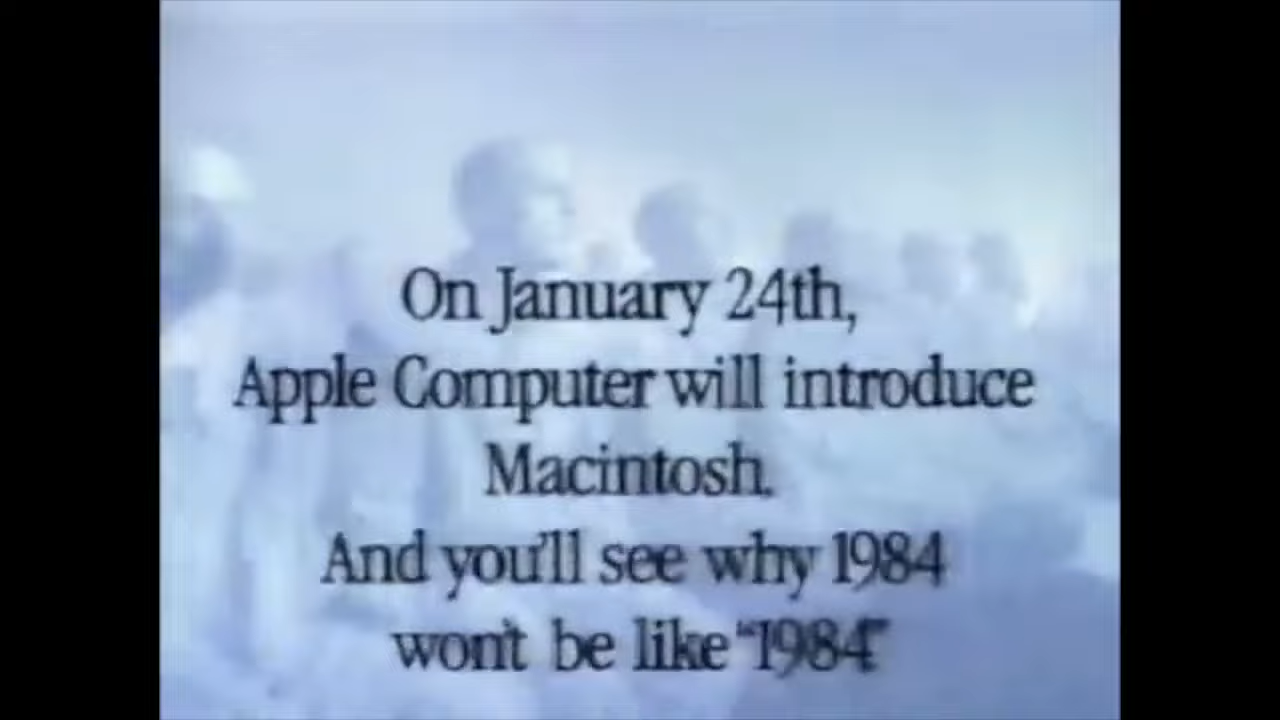 On January 24th,
Apple Computer will introduce
Macintosh.
And you'll see why 1984
won't be like "1984"